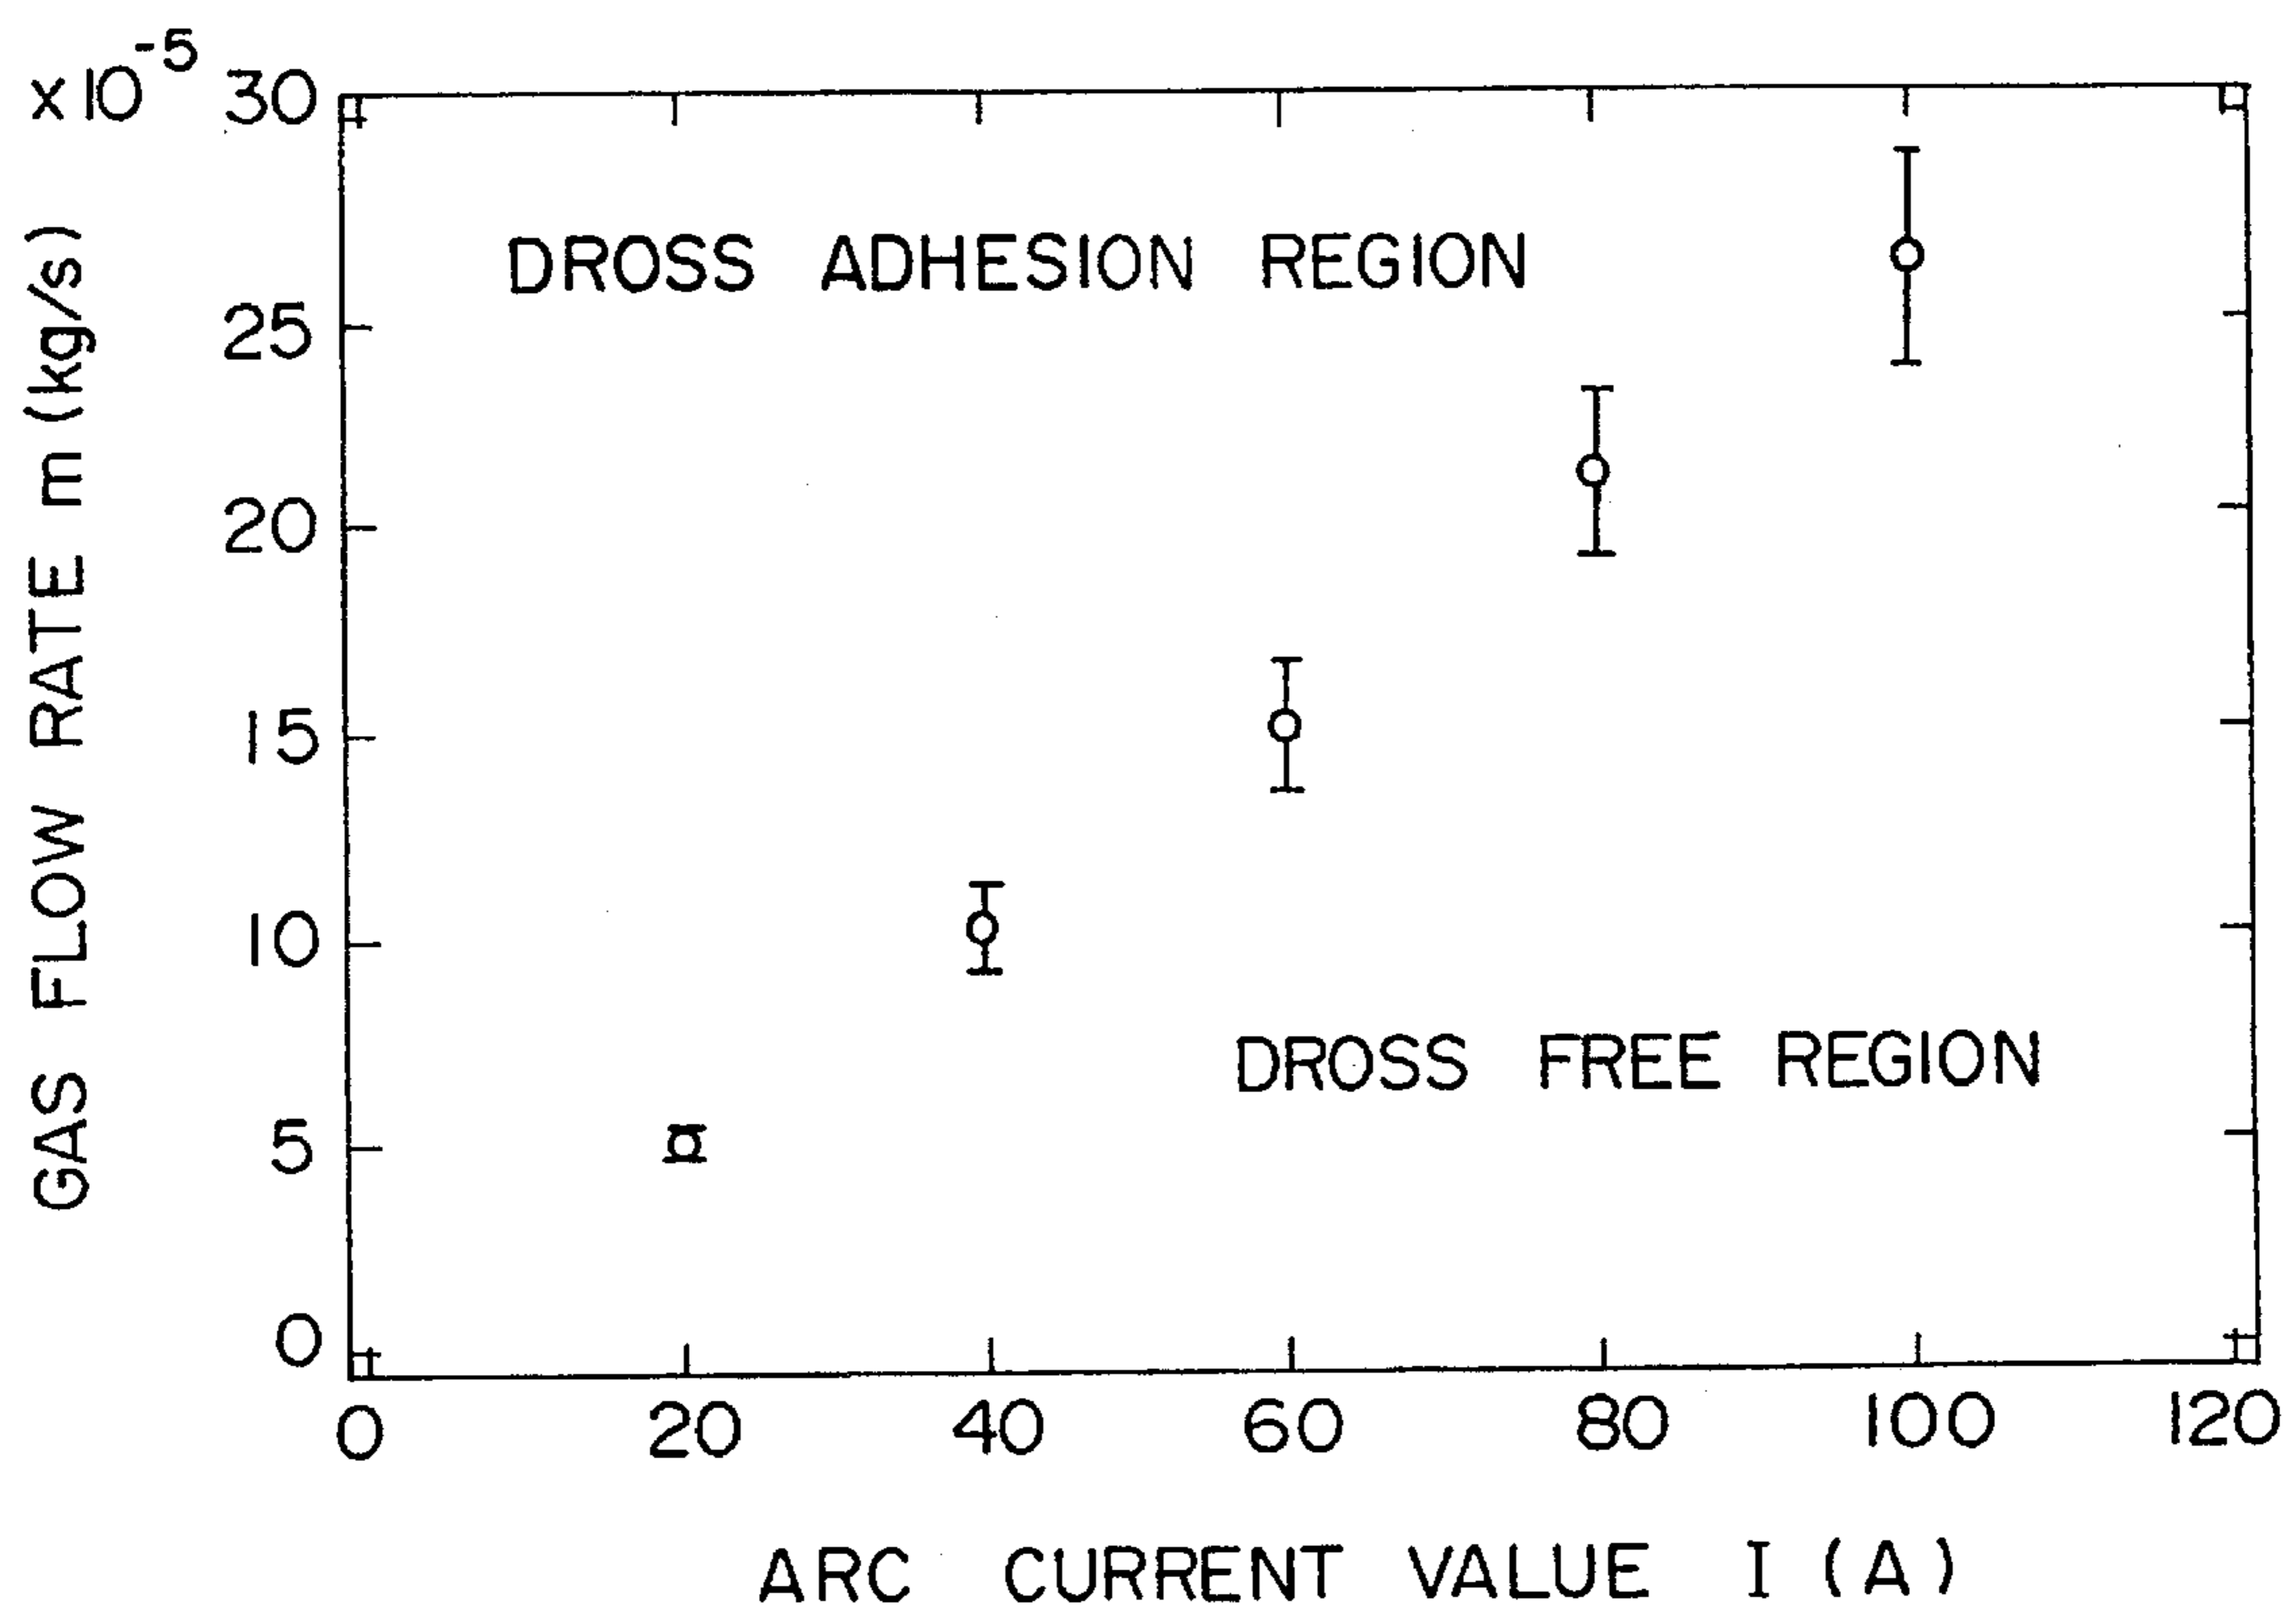 x10-5
30
25
20
15
10
5
0
GAS FLOW RATE m (kg/s)
DROSS ADHESION REGION
DROSS FREE REGION
0 20 40 60 80 100 120
ARC CURRENT VALUE I (A)